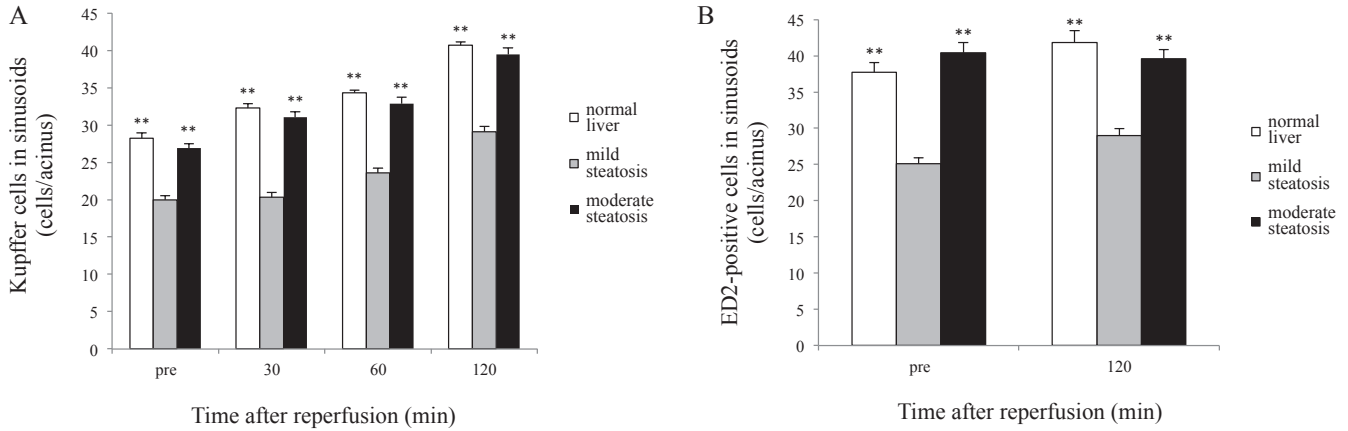 A
Kupffer cells in sinusoids
(cells/acinus)
45
40
35
30
25
20
15
10
5
0
** ** ** ** ** ** ** **
pre 30 60 120
Time after reperfusion (min)
normal
liver
mild
steatosis
moderate
steatosis
B
ED2-positive cells in sinusoids
(cells/acinus)
45
40
35
30
25
20
15
10
5
0
** ** ** **
pre 120
Time after reperfusion (min)
normal
liver
mild
steatosis
moderate
steatosis